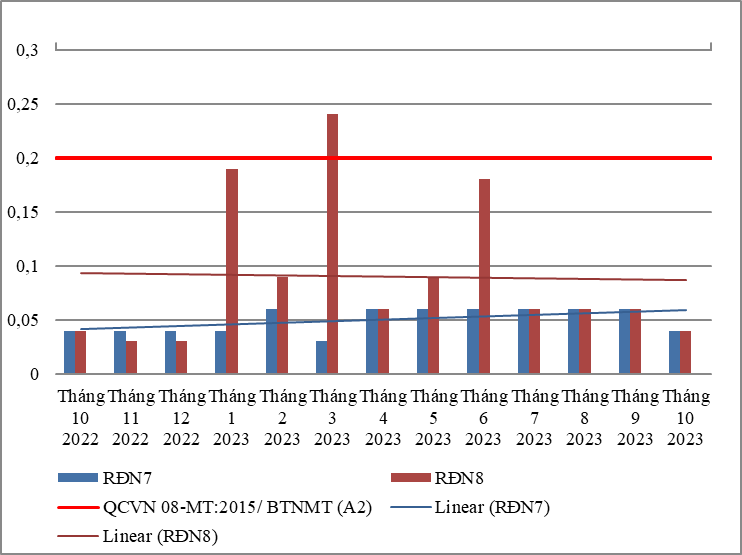 0,3
0,25
0,2
0,15
0,1
0,05
0
Tháng 10 2022
Tháng 11 2022
Tháng 12 2022
Tháng 1 2023
Tháng 2 2023
Tháng 3 2023
Tháng 4 2023
Tháng 5 2023
Tháng 6 2023
Tháng 7 2023
Tháng 8 2023
Tháng 9 2023
Tháng 10 2023
RĐN7
RĐN8
QCVN 08-MT:2015/ BTNMT (A2)
Linear (RĐN7)
Linear (RĐN8)